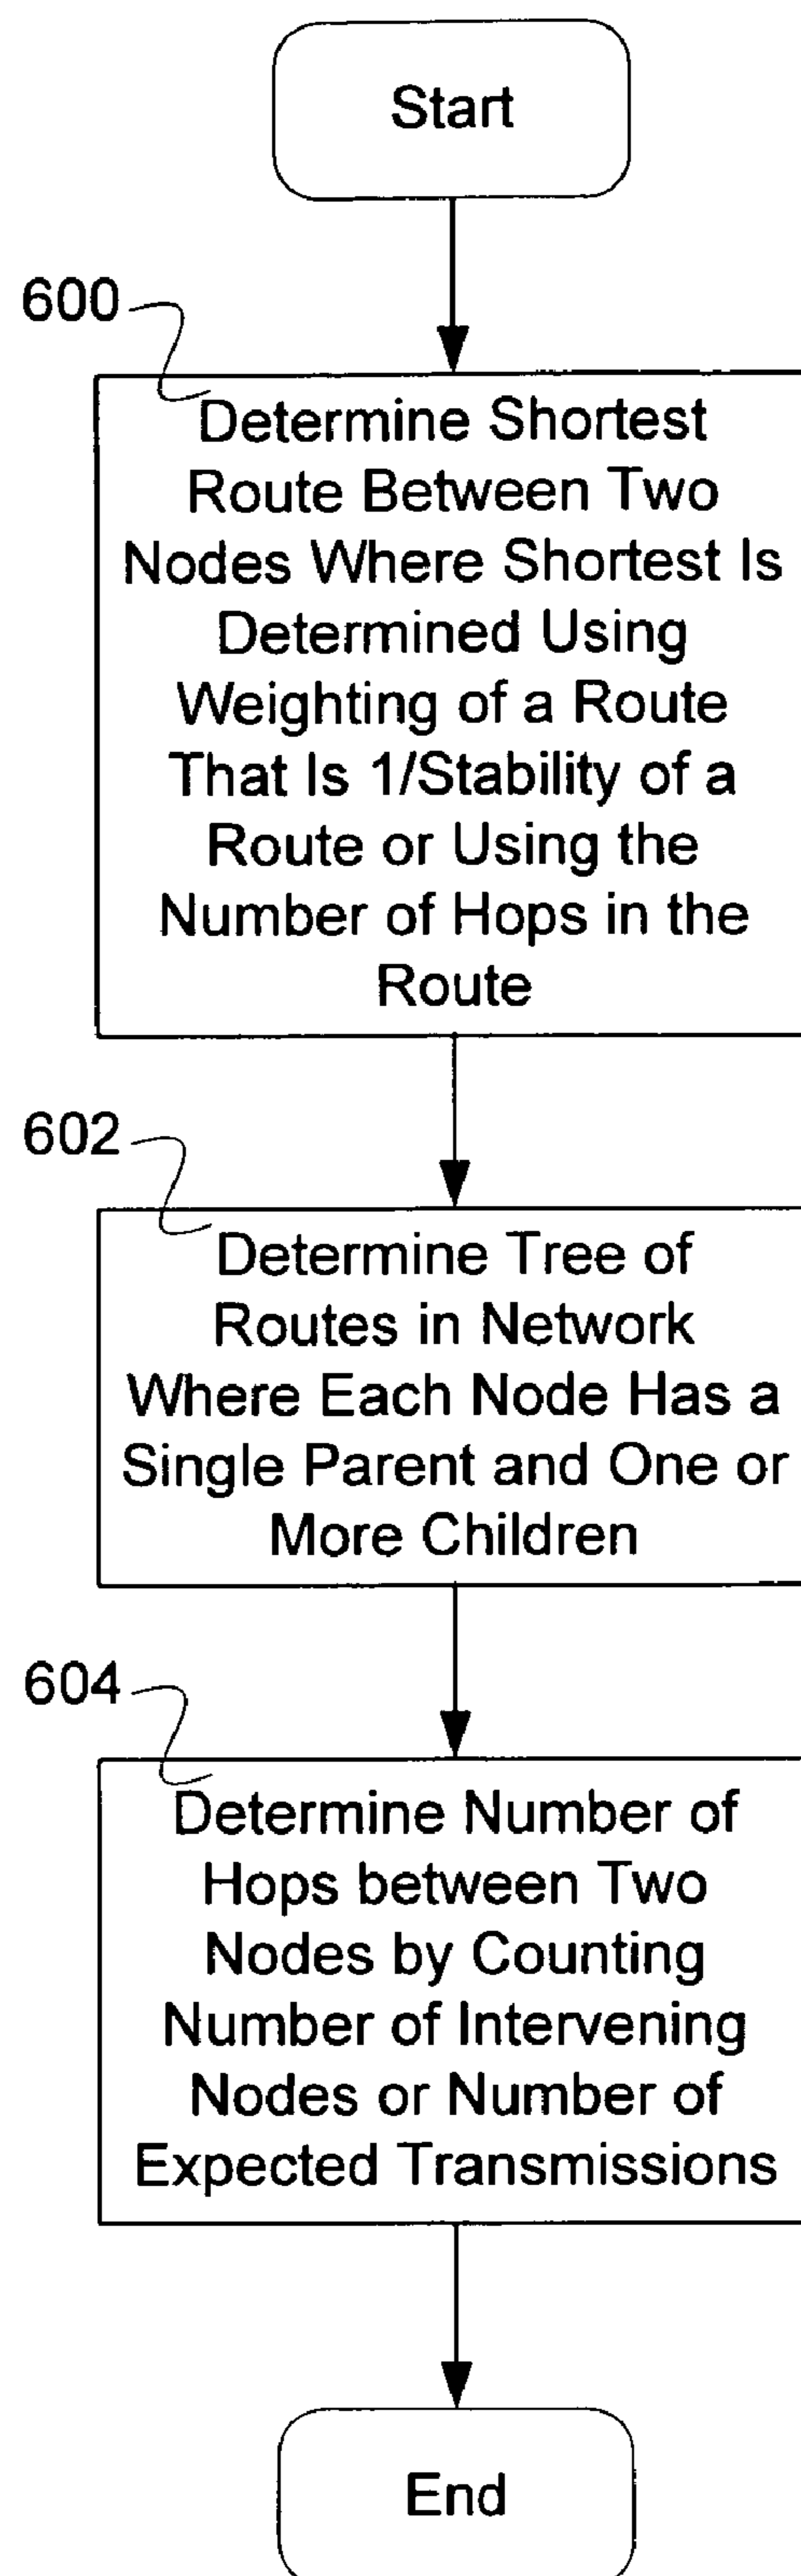 Start
600
Determine Shortest
Route Between Two
Nodes Where Shortest Is
Determined Using
Weighting of a Route
That Is 1/Stability of a
Route or Using the
Number of Hops in the
Route
602
Determine Tree of
Routes in Network
Where Each Node Has a
Single Parent and One or
More Children
604
Determine Number of
Hops between Two
Nodes by Counting
Number of Intervening
Nodes or Number of
Expected Transmissions
End